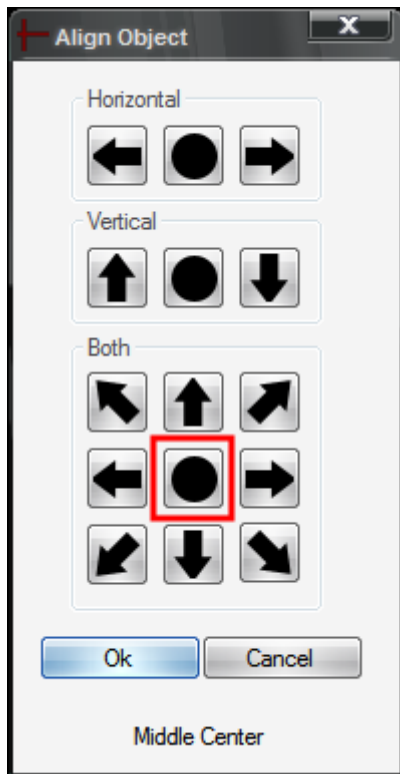 Align Object
x
Horizontal
Vertical
Both
Ok Cancel
Middle Center